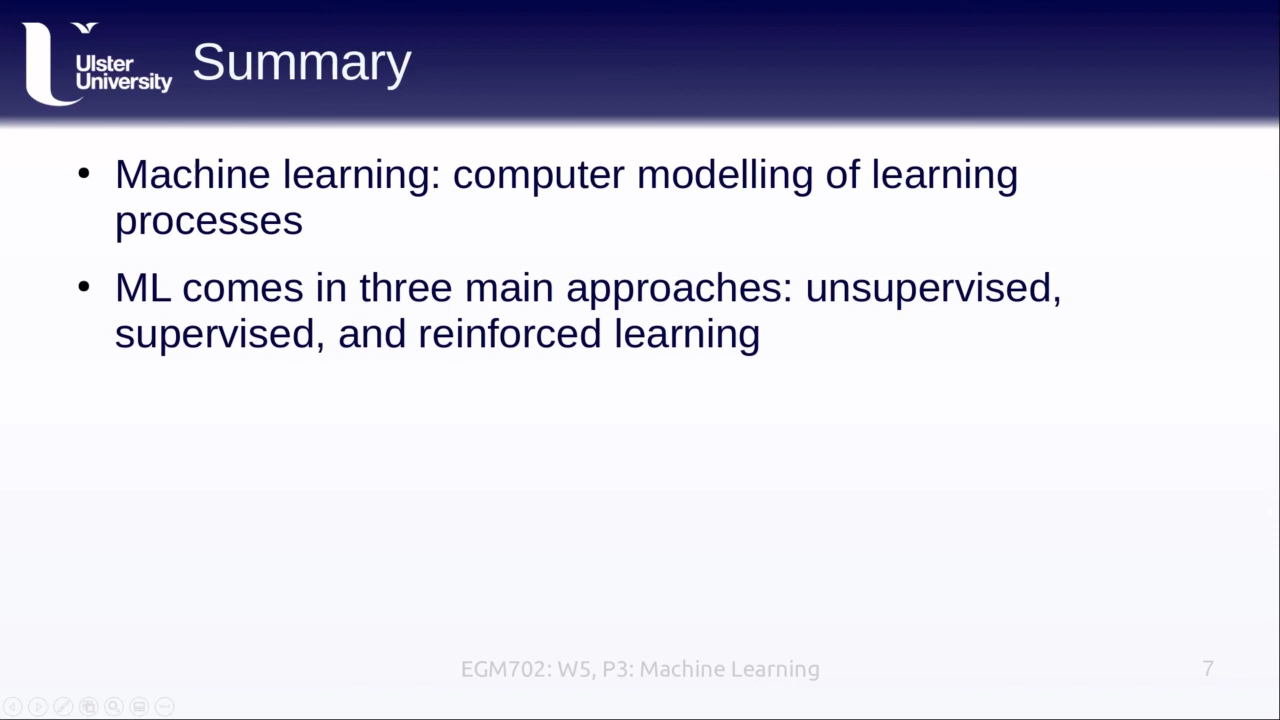 Ulster
University
Summary
• Machine learning: computer modelling of learning
processes
• ML comes in three main approaches: unsupervised,
supervised, and reinforced learning
EGM702: W5, P3: Machine Learning
7